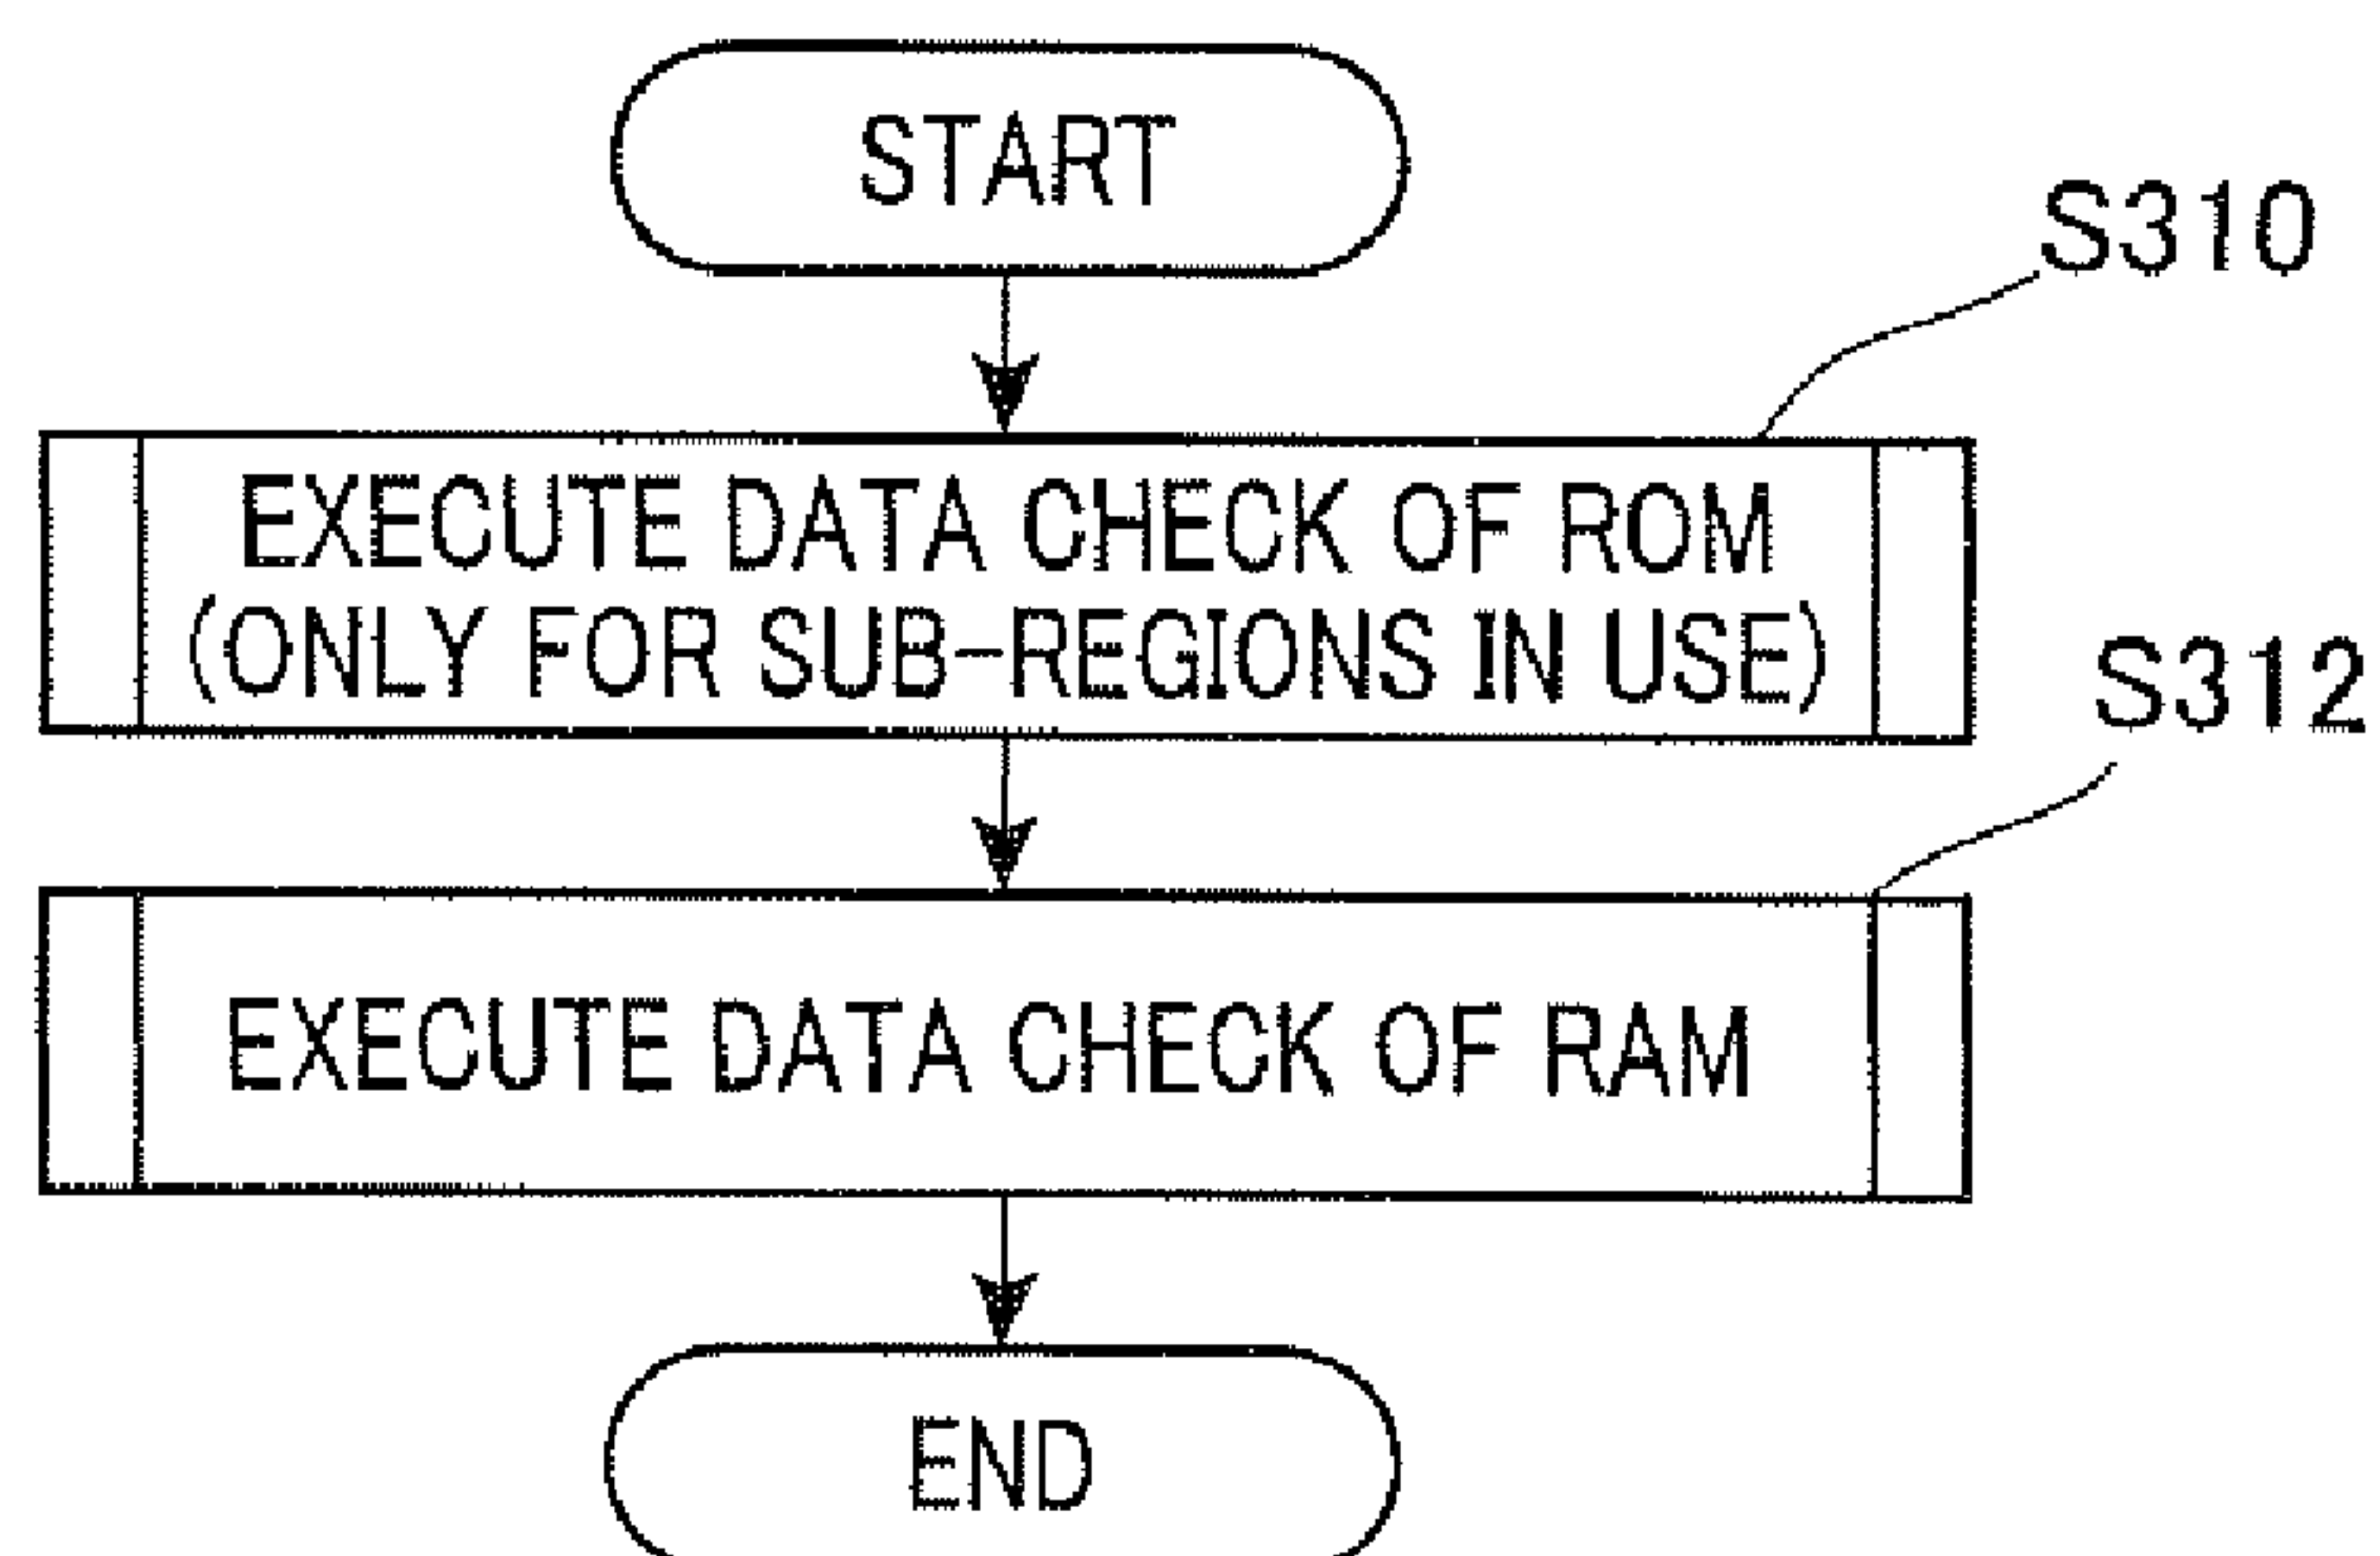 START
S310
EXECUTE DATA CHECK OF ROM
(ONLY FOR SUB-REGIONS IN USE)
S312
EXECUTE DATA CHECK OF RAM
END